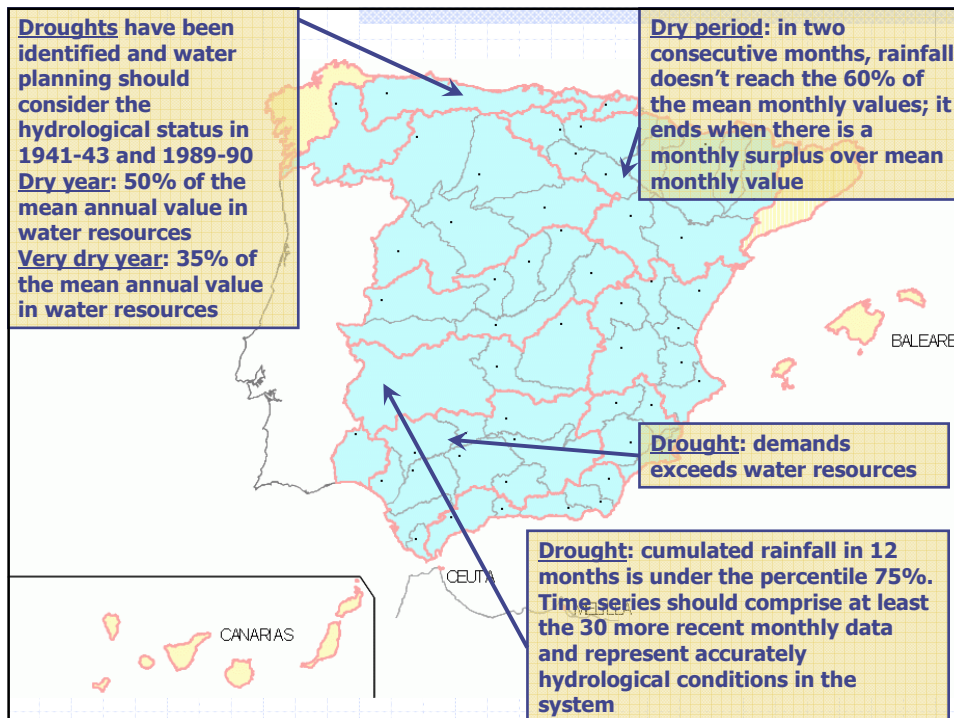 Droughts have been
identified and water
planning should
consider the
hydrological status in
1941-43 and 1989-90
Dry year: 50% of the
mean annual value in
water resources
Very dry year: 35% of
the mean annual value
in water resources
Dry period: in two
consecutive months, rainfall
doesn’t reach the 60% of
the mean monthly values; it
ends when there is a
monthly surplus over mean
monthly value
BALEARE
Drought: demands
exceeds water resources
Drought: cumulated rainfall in 12
months is under the percentile 75%.
Time series should comprise at least
the 30 more recent monthly data
and represent accurately
hydrological conditions in the
system
CEUTA
MELILLA
CANARIAS